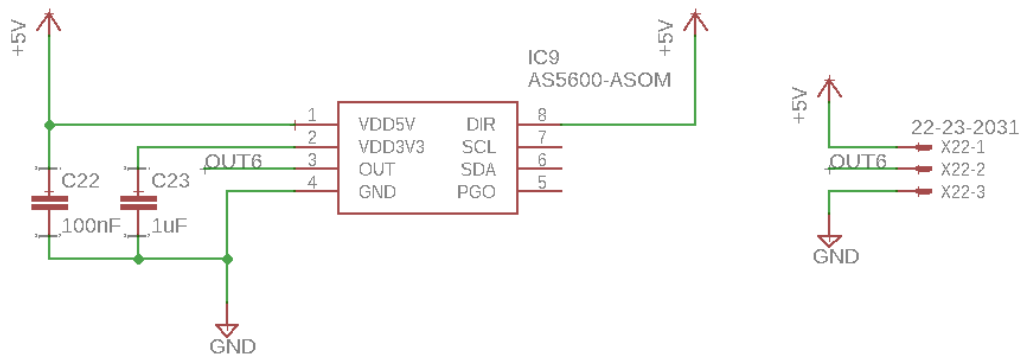 +5V
+5V
IC9
AS5600-ASOM
+5V
1 VDD5V DIR 8
2 VDD3V3 SCL 7
3 OUT SDA 6
4 GND PGO 5
OUT6
C22
100nF
C23
1uF
GND
22-23-2031
X22-1
OUT6 X22-2
X22-3
GND